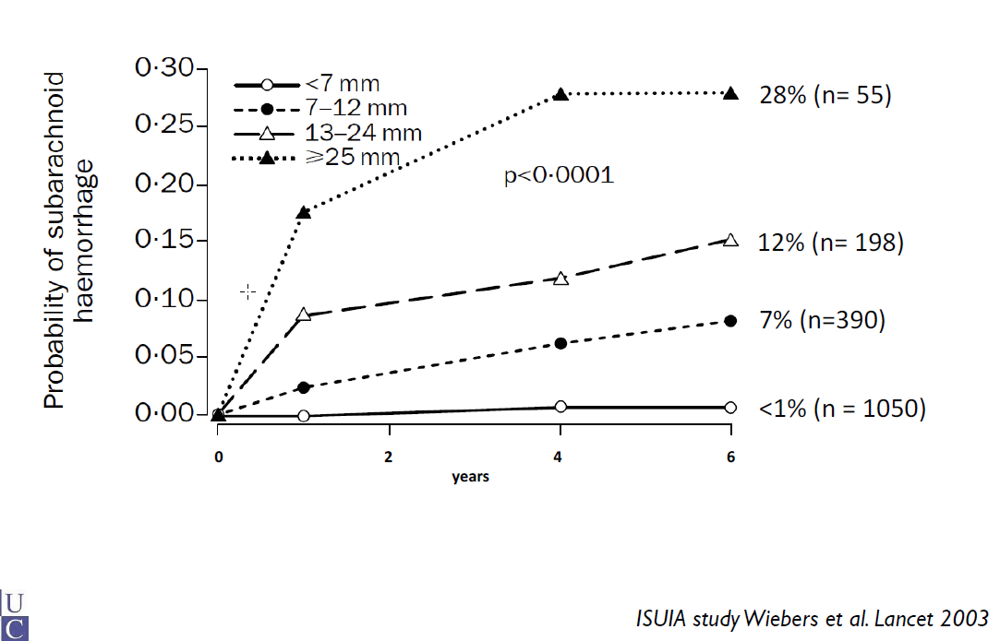 Probability of subarachnoid
haemorrhage
0·30
0·25
0·20
0·15
0·10
0·05
0·00
<7 mm
7–12 mm
13–24 mm
⩾25 mm
p<0·0001
28% (n= 55)
12% (n= 198)
7% (n=390)
<1% (n = 1050)
0
2
4
6
years
U
C
ISUIA study Wiebers et al. Lancet 2003